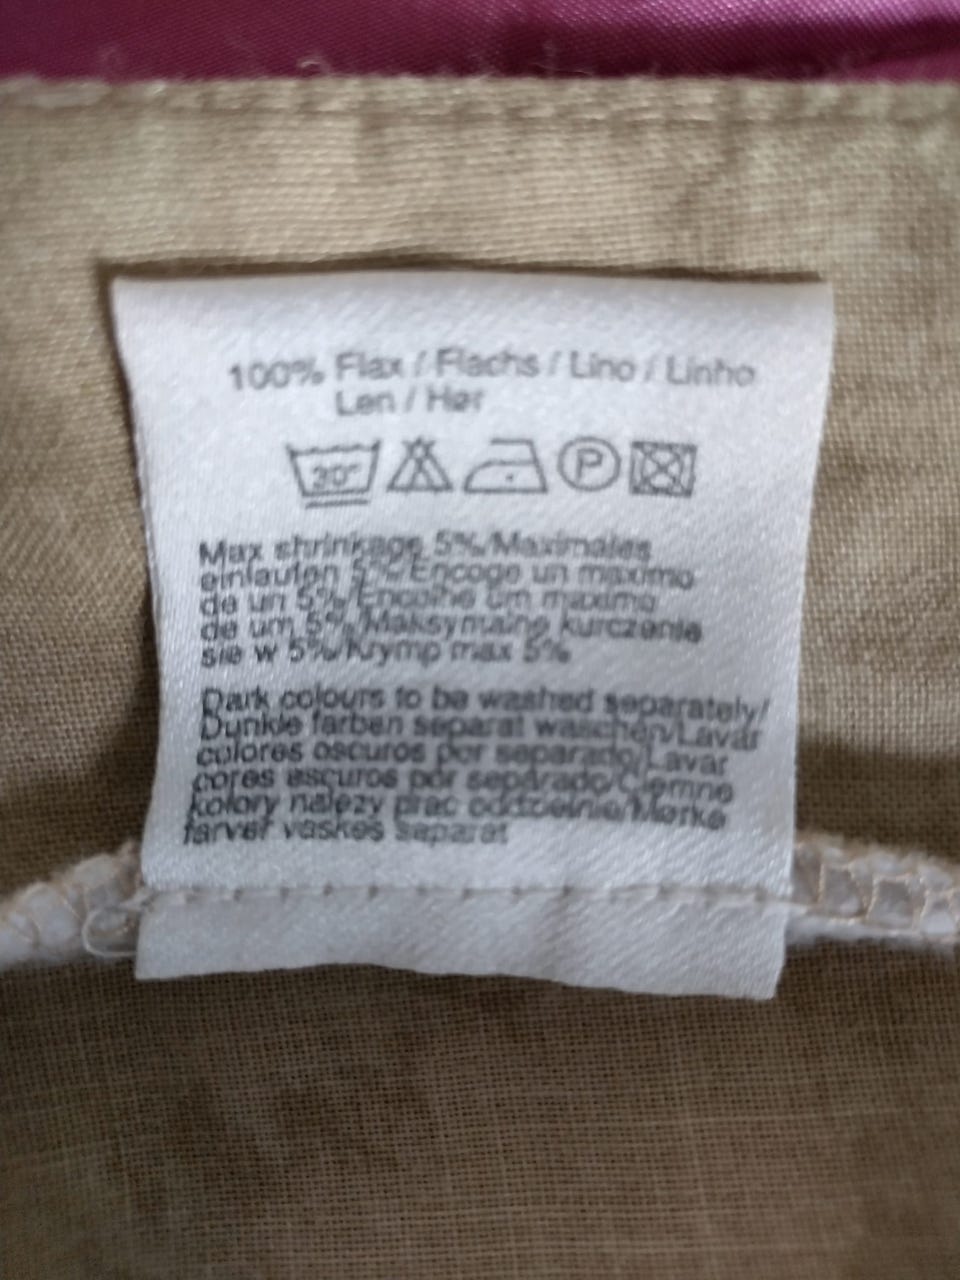 100% Flax / Flachs / Lino / Linho
Len / Hør
30°
P
Max shrinkage 5%/Maximales
einlaufen 5%/Encoge un maximo
de un 5%/Encolhe um maximo
de um 5%/Maksymalne kurczenie
sie w 5%/Krymp max 5%
Dark colours to be washed separately/
Dunkle farben separat waschen/Lavar
colores oscuros por separado/Lavar
cores escuros por separado/Ciemne
kolory nalezy prac oddzielnie/Mørke
farver vaskes separat